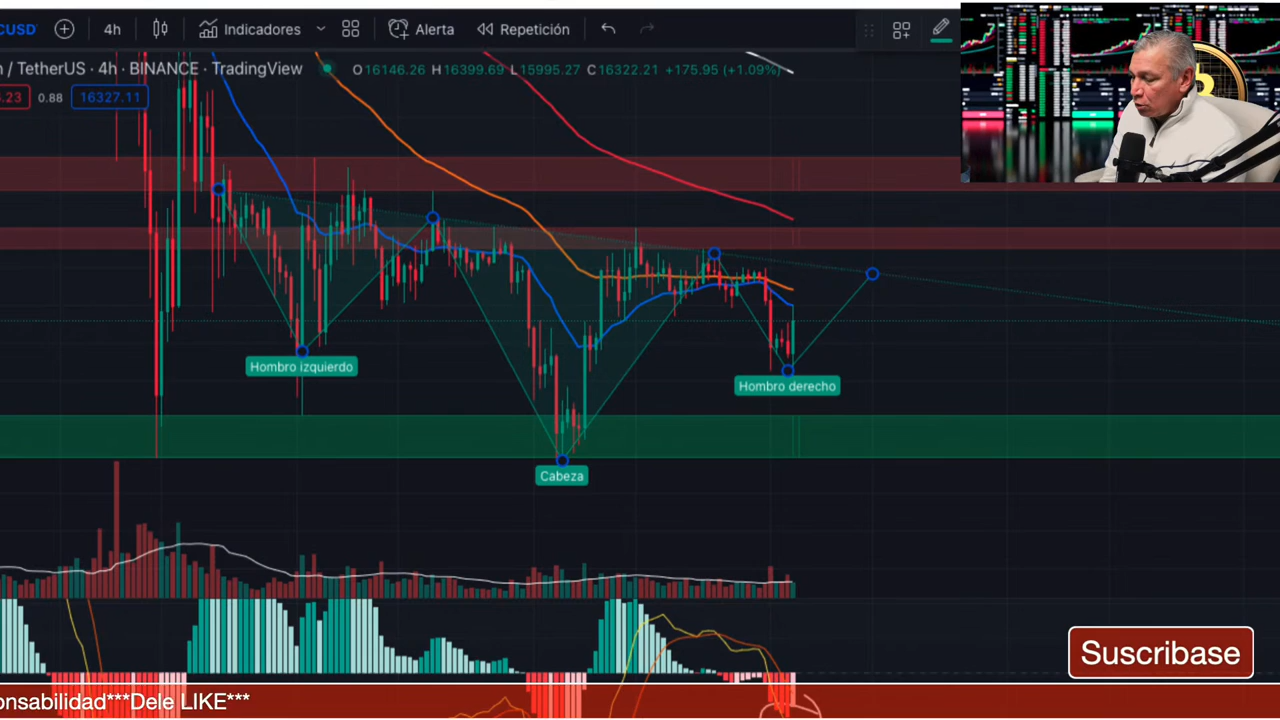 CUSD 4h Indicadores Alerta Repetición
/ TetherUS · 4h · BINANCE · TradingView O16146.26 H16399.69 L15995.27 C16322.21 +175.95 (+1.09%)
.23 0.88 16327.11
Hombro izquierdo
Hombro derecho
Cabeza
Suscribase
onsabilidad***Dele LIKE***